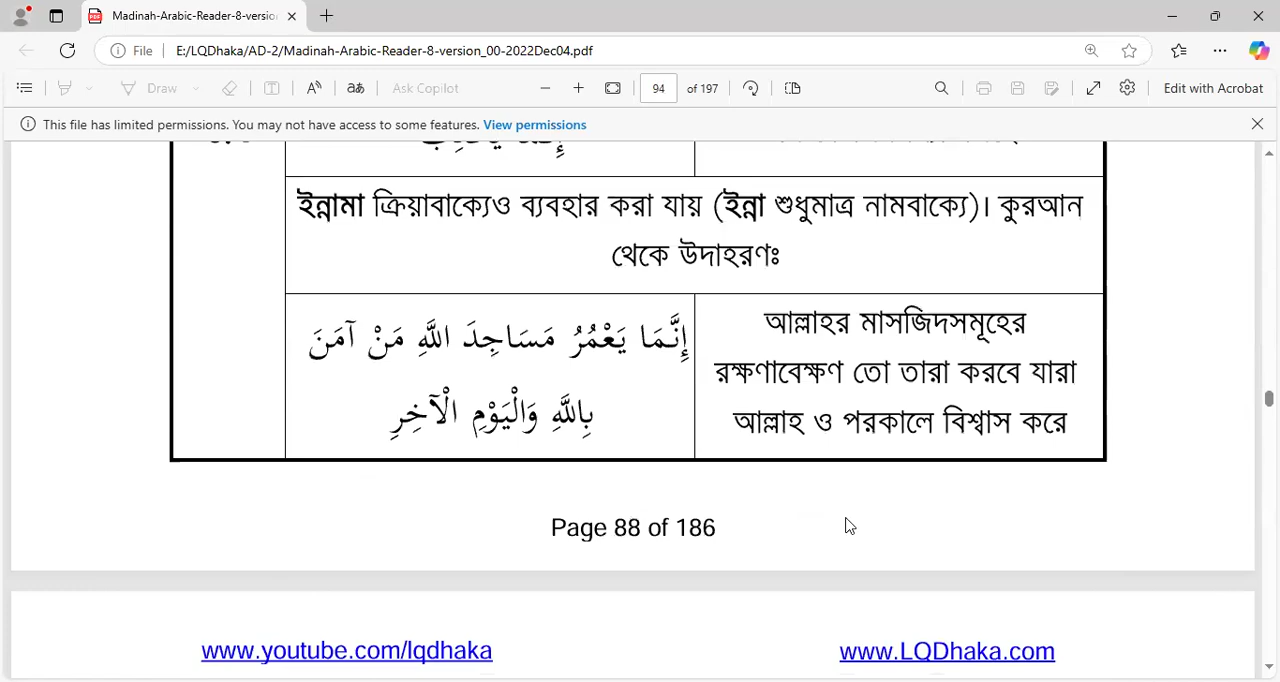 Madinah-Arabic-Reader-8-versio
File E:/LQDhaka/AD-2/Madinah-Arabic-Reader-8-version_00-2022Dec04.pdf
Draw Ask Copilot 94 of 197 Edit with Acrobat
This file has limited permissions. You may not have access to some features. View permissions
ইন্নামা ক্রিয়াবাক্যেও ব্যবহার করা যায় (ইন্না শুধুমাত্র নামবাক্যে)। কুরআন
থেকে উদাহরণঃ
إِنَّمَا يَعْمُرُ مَسَاجِدَ اللَّهِ مَنْ آمَنَ
بِاللَّهِ وَالْيَوْمِ الْآخِرِ
আল্লাহর মাসজিদসমূহের
রক্ষণাবেক্ষণ তো তারা করবে যারা
আল্লাহ ও পরকালে বিশ্বাস করে
Page 88 of 186
www.youtube.com/lqdhaka www.LQDhaka.com